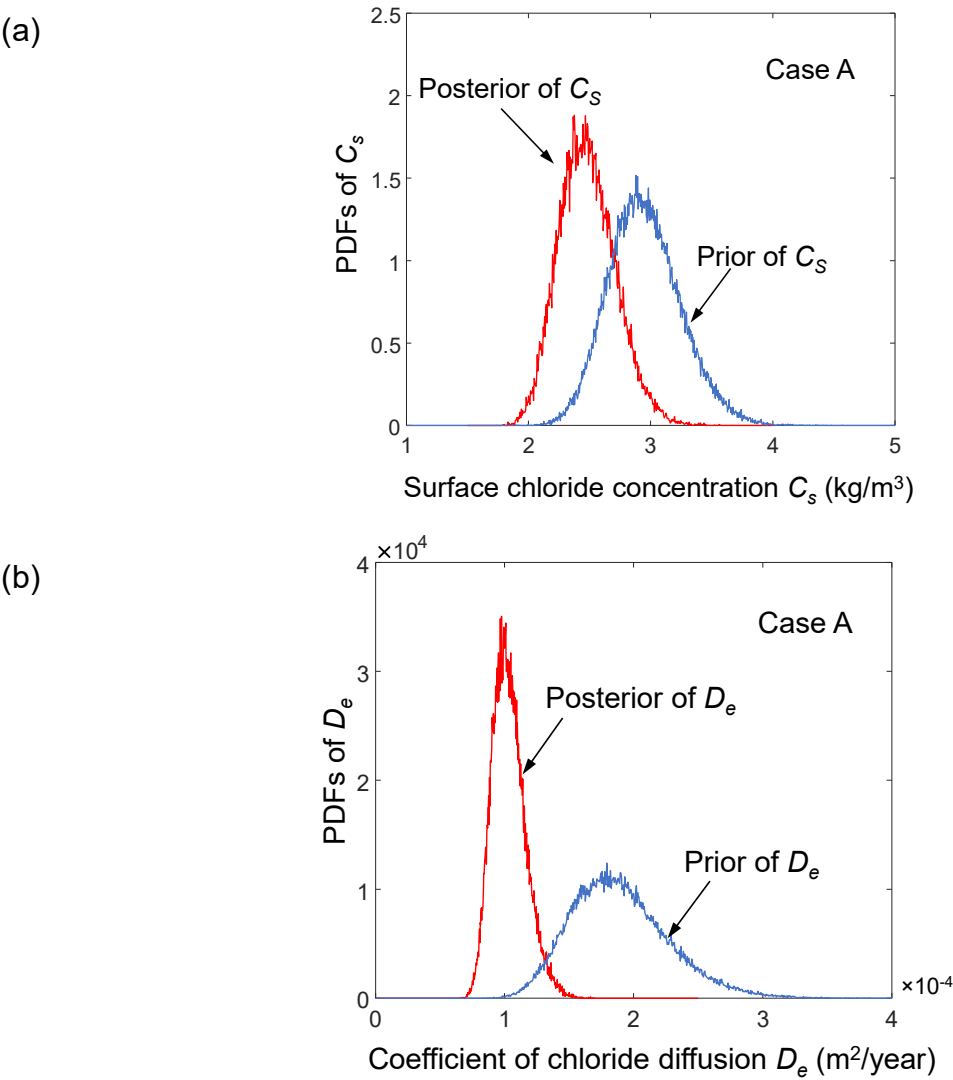 (a)
2.5
2
1.5
1
0.5
0
Case A
Posterior of C_S
Prior of C_S
PDFs of C_s
1 2 3 4 5
Surface chloride concentration C_s (kg/m³)
(b)
×10⁴
4
3
2
1
0
Case A
Posterior of D_e
Prior of D_e
PDFs of D_e
×10⁻⁴
0 1 2 3 4
Coefficient of chloride diffusion D_e (m²/year)